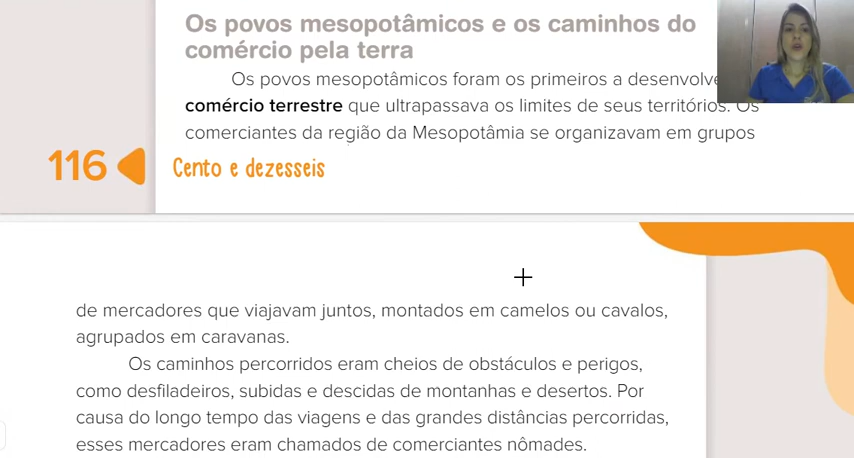 Os povos mesopotâmicos e os caminhos do
comércio pela terra
Os povos mesopotâmicos foram os primeiros a
comércio terrestre que ultrapassava os limites de seus territórios. Os
comerciantes da região da Mesopotâmia se organizavam em grupos
116
Cento e dezesseis
de mercadores que viajavam juntos, montados em camelos ou cavalos,
agrupados em caravanas.
Os caminhos percorridos eram cheios de obstáculos e perigos,
como desfiladeiros, subidas e descidas de montanhas e desertos. Por
causa do longo tempo das viagens e das grandes distâncias percorridas,
esses mercadores eram chamados de comerciantes nômades.